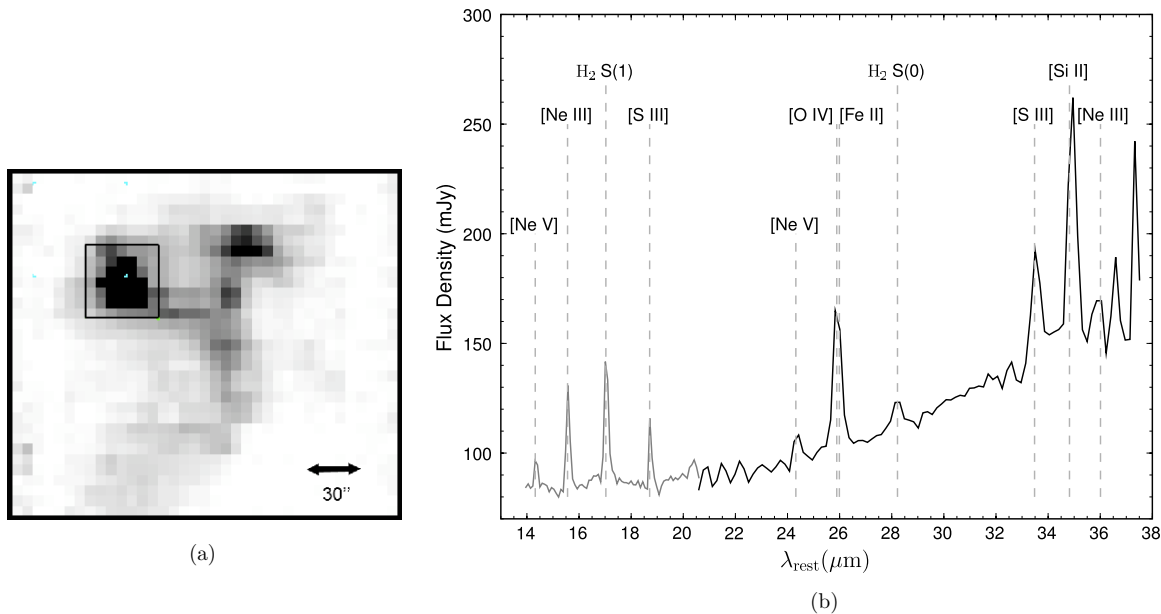 30’’
(a)
Flux Density (mJy)
300
250
200
150
100
H₂ S(1)
H₂ S(0)
[Si II]
[Ne III]
[S III]
[O IV]
[Fe II]
[S III]
[Ne III]
[Ne V]
[Ne V]
14 16 18 20 22 24 26 28 30 32 34 36 38
λrest(μm)
(b)